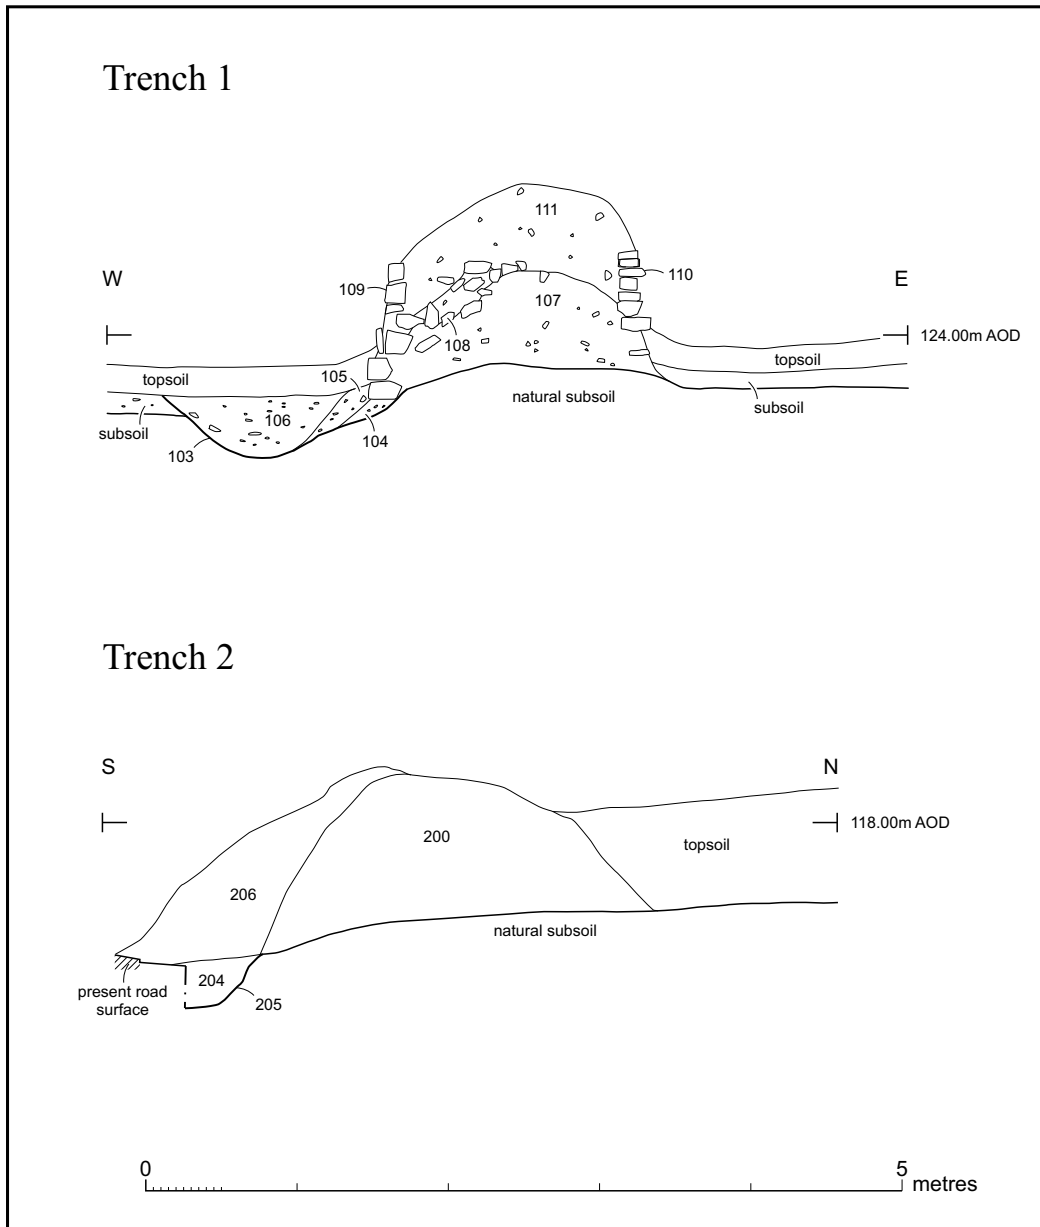 Trench 1
111
W
E
109
110
107
124.00m AOD
108
topsoil
topsoil
105
natural subsoil
106
subsoil
subsoil
104
103
Trench 2
S
N
118.00m AOD
200
topsoil
206
natural subsoil
204
present road
surface
205
0
5
metres